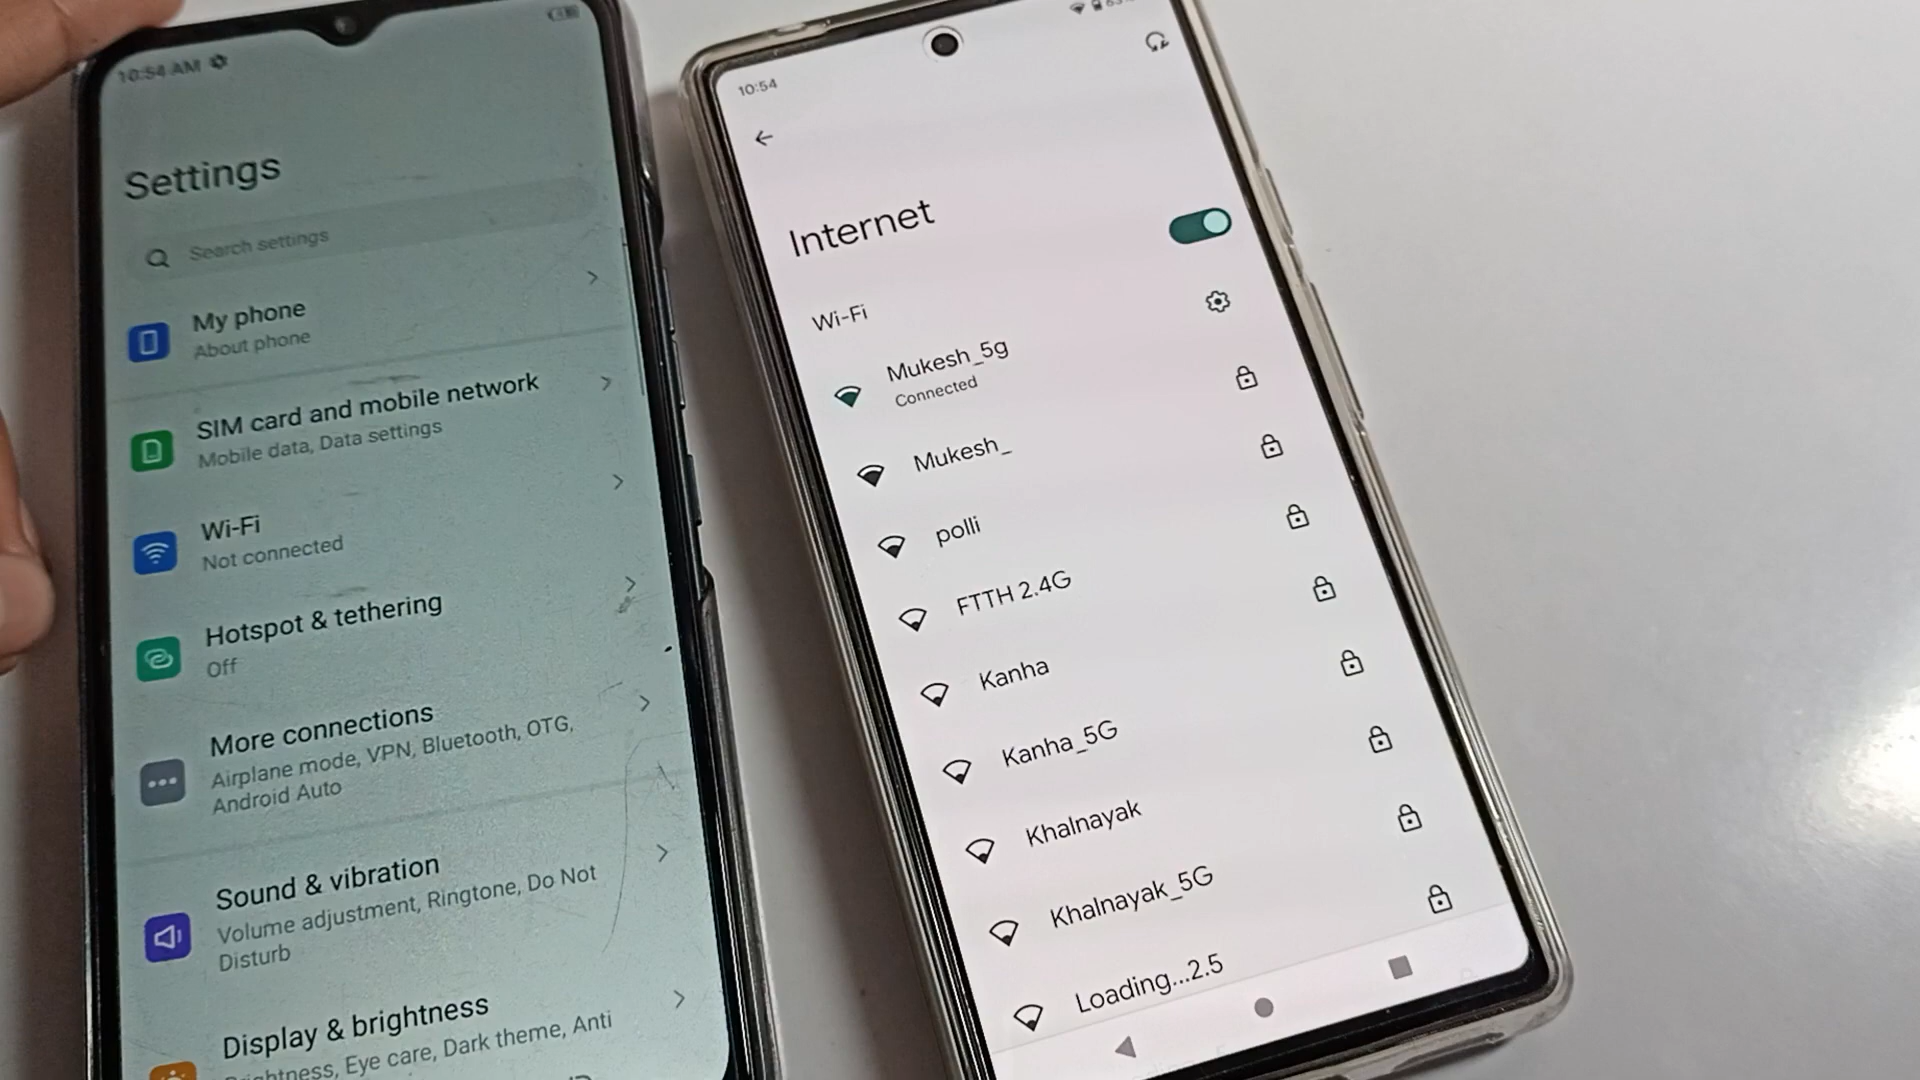 10:54 AM
Settings
Search settings
My phone
About phone
SIM card and mobile network
Mobile data, Data settings
Wi-Fi
Not connected
Hotspot & tethering
Off
More connections
Airplane mode, VPN, Bluetooth, OTG,
Android Auto
Sound & vibration
Volume adjustment, Ringtone, Do Not
Disturb
Display & brightness
Eye care, Dark theme, Anti
10:54
Internet
Wi-Fi
Mukesh_5g
Connected
Mukesh_
polli
FTTH 2.4G
Kanha
Kanha_5G
Khalnayak
Khalnayak_5G
Loading...2.5